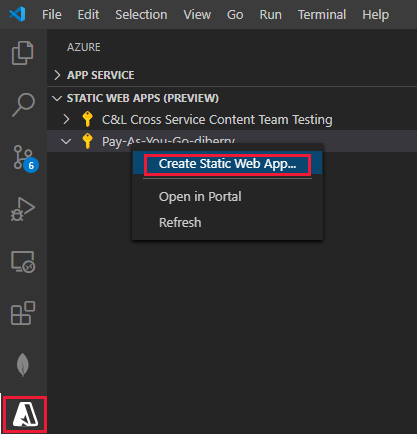 File Edit Selection View Go Run Terminal Help
AZURE
APP SERVICE
STATIC WEB APPS (PREVIEW)
C&L Cross Service Content Team Testing
Pay-As-You-Go-diberry
Create Static Web App...
Open in Portal
Refresh
6